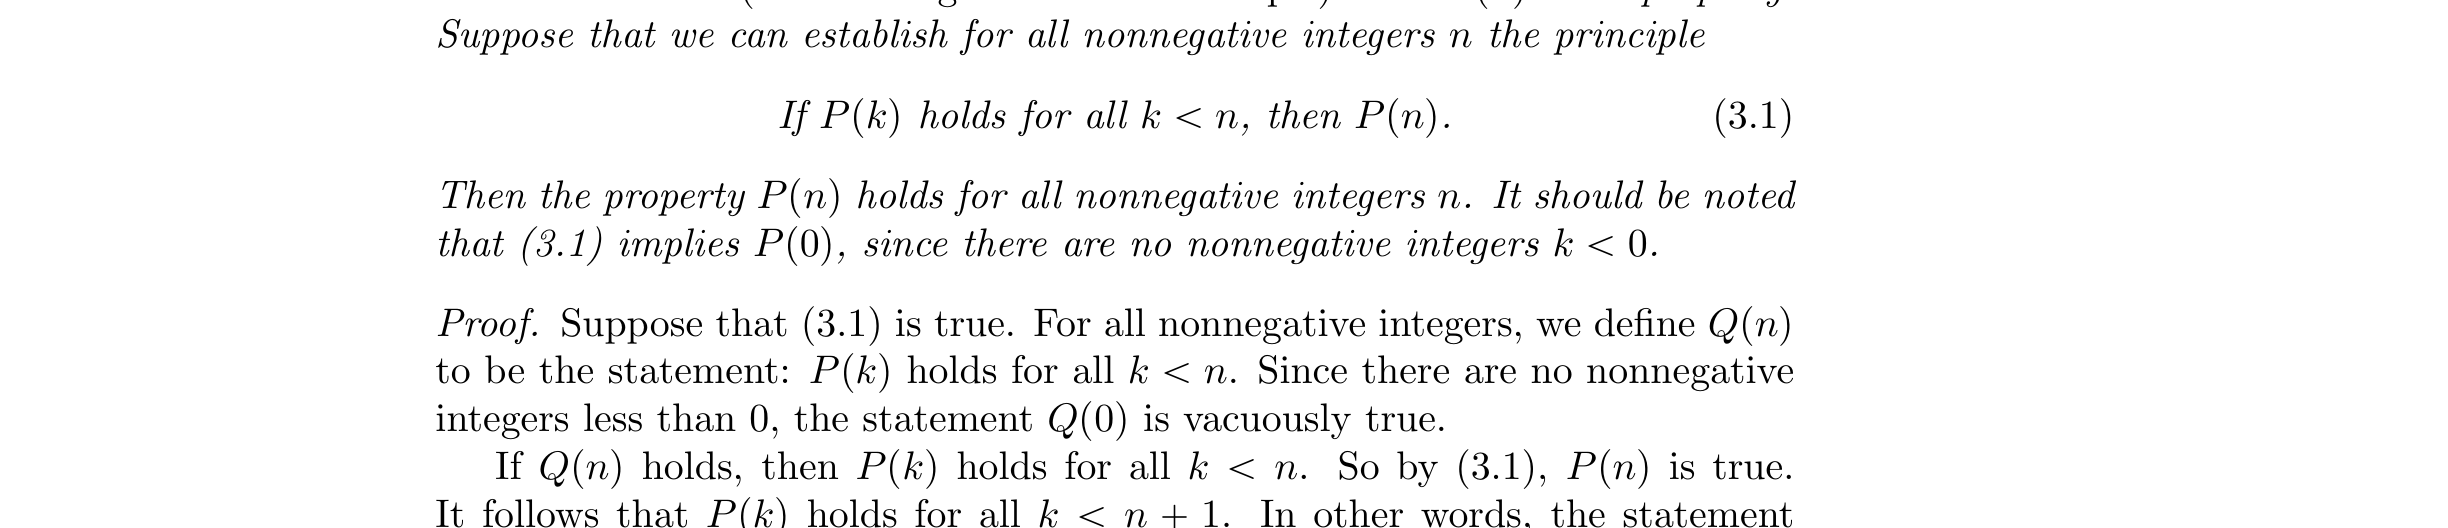 Suppose that we can establish for all nonnegative integers n the principle
If P(k) holds for all k < n, then P(n). (3.1)
Then the property P(n) holds for all nonnegative integers n. It should be noted
that (3.1) implies P(0), since there are no nonnegative integers k < 0.
Proof. Suppose that (3.1) is true. For all nonnegative integers, we define Q(n)
to be the statement: P(k) holds for all k < n. Since there are no nonnegative
integers less than 0, the statement Q(0) is vacuously true.
If Q(n) holds, then P(k) holds for all k < n. So by (3.1), P(n) is true.
It follows that P(k) holds for all k < n + 1. In other words, the statement